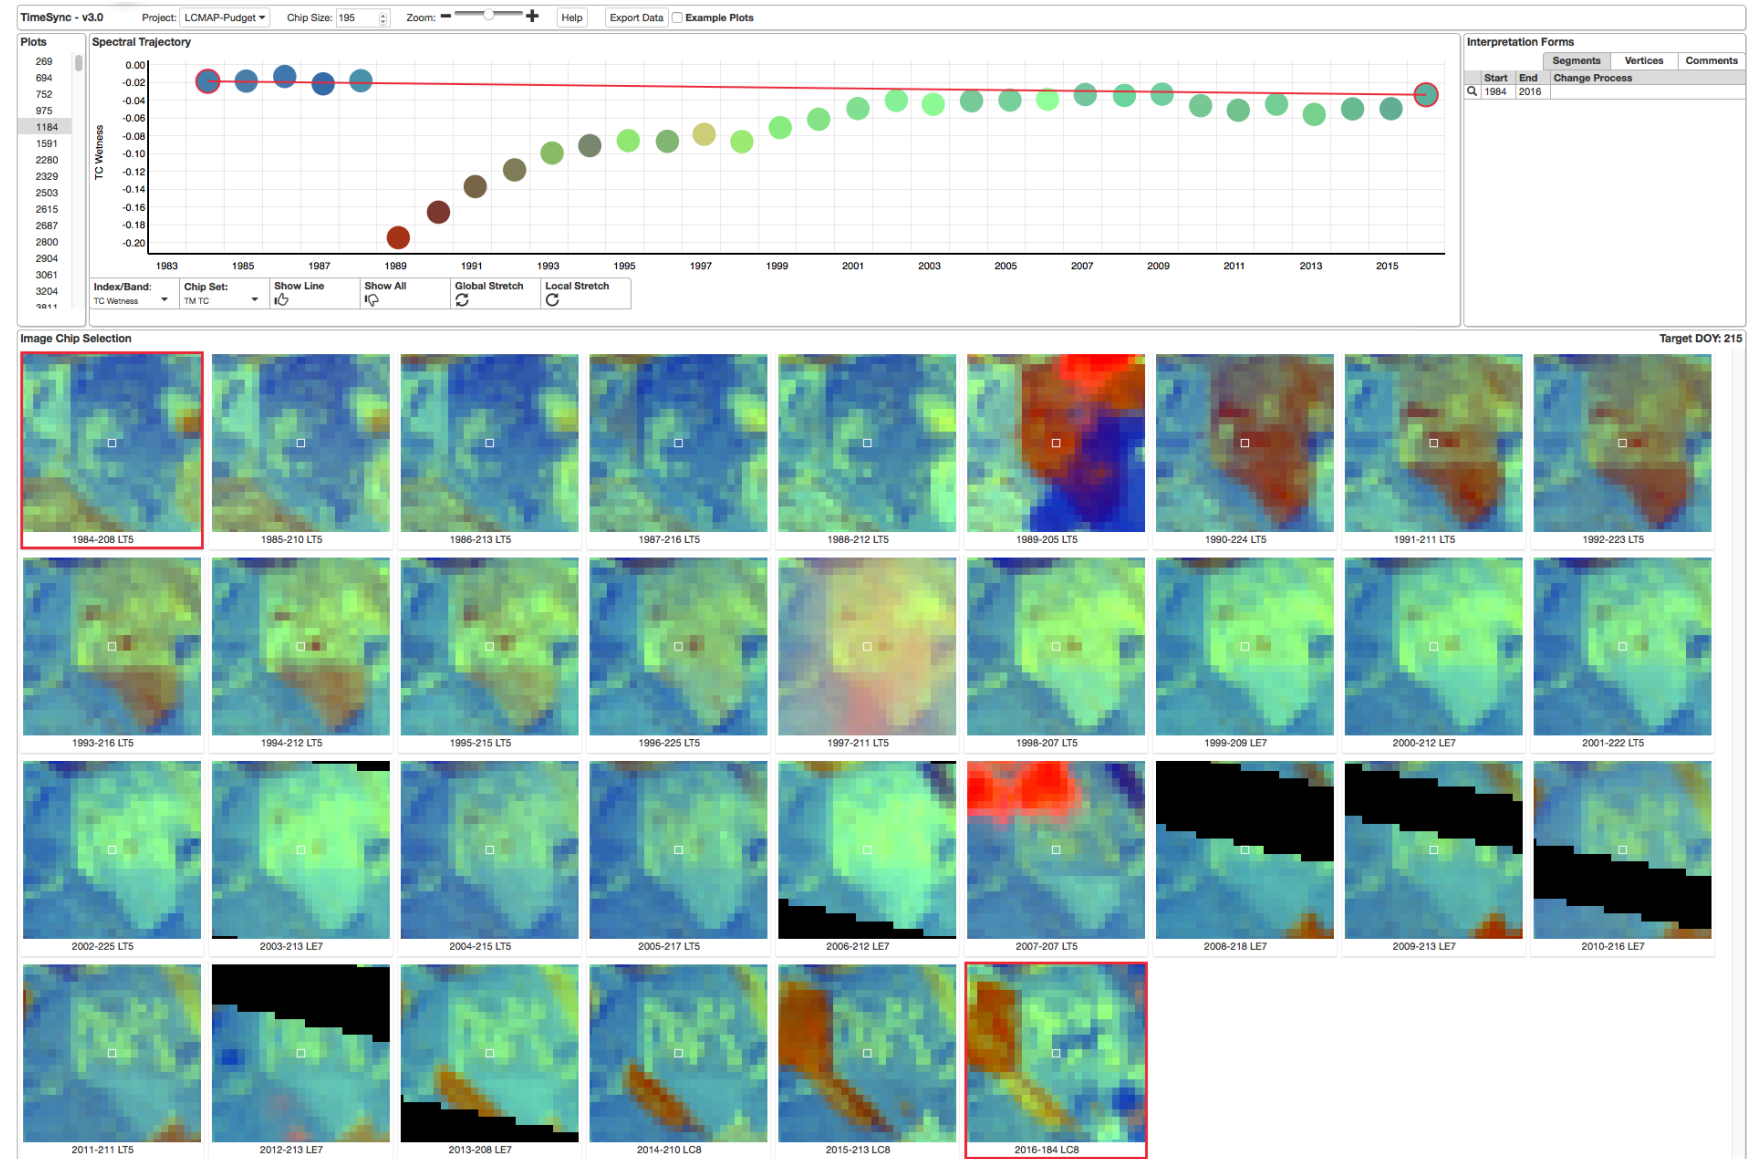 TimeSync - v3.0 Project: LCMAP-Pudget Chip Size: 195 Zoom: Help Export Data Example Plots
Plots
269
694
752
975
1184
1591
2280
2329
2503
2615
2687
2800
2904
3061
3204
3811
Spectral Trajectory
TC Wetness
0.00
-0.02
-0.04
-0.06
-0.08
-0.10
-0.12
-0.14
-0.16
-0.18
-0.20
1983 1985 1987 1989 1991 1993 1995 1997 1999 2001 2003 2005 2007 2009 2011 2013 2015
Index/Band: Chip Set: Show Line Show All Global Stretch Local Stretch
TC Wetness TM TC
Interpretation Forms
Segments Vertices Comments
Start End Change Process
1984 2016
Image Chip Selection Target DOY: 215
1984-208 LT5 1985-210 LT5 1986-213 LT5 1987-216 LT5 1988-212 LT5 1989-205 LT5 1990-224 LT5 1991-211 LT5 1992-223 LT5
1993-216 LT5 1994-212 LT5 1995-215 LT5 1996-225 LT5 1997-211 LT5 1998-207 LT5 1999-209 LE7 2000-212 LE7 2001-222 LT5
2002-225 LT5 2003-213 LE7 2004-215 LT5 2005-217 LT5 2006-212 LE7 2007-207 LT5 2008-218 LE7 2009-213 LE7 2010-216 LE7
2011-211 LT5 2012-213 LE7 2013-208 LE7 2014-210 LC8 2015-213 LC8 2016-184 LC8